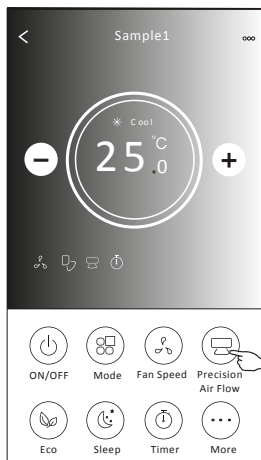 Sample1
Cool
25.0 °C
ON/OFF
Mode
Fan Speed
Precision
Air Flow
Eco
Sleep
Timer
More